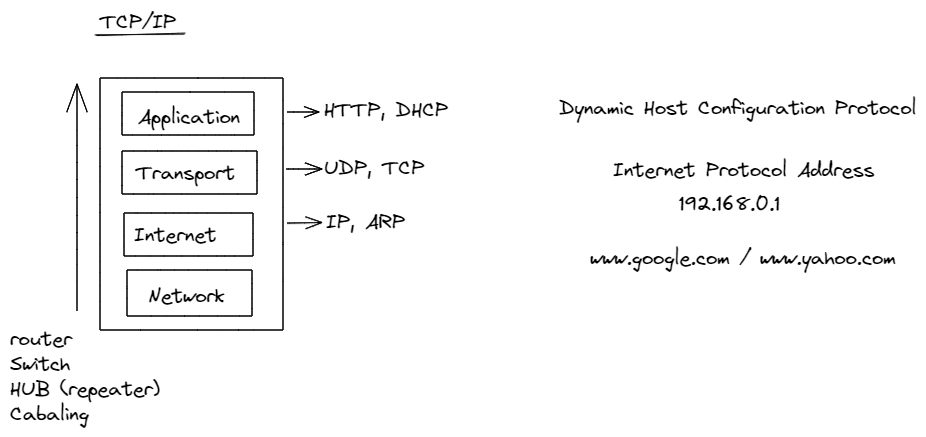 TCP/IP
Application
HTTP, DHCP
Dynamic Host Configuration Protocol
Transport
UDP, TCP
Internet Protocol Address
192.168.0.1
Internet
IP, ARP
www.google.com / www.yahoo.com
Network
router
Switch
HUB (repeater)
Cabaling